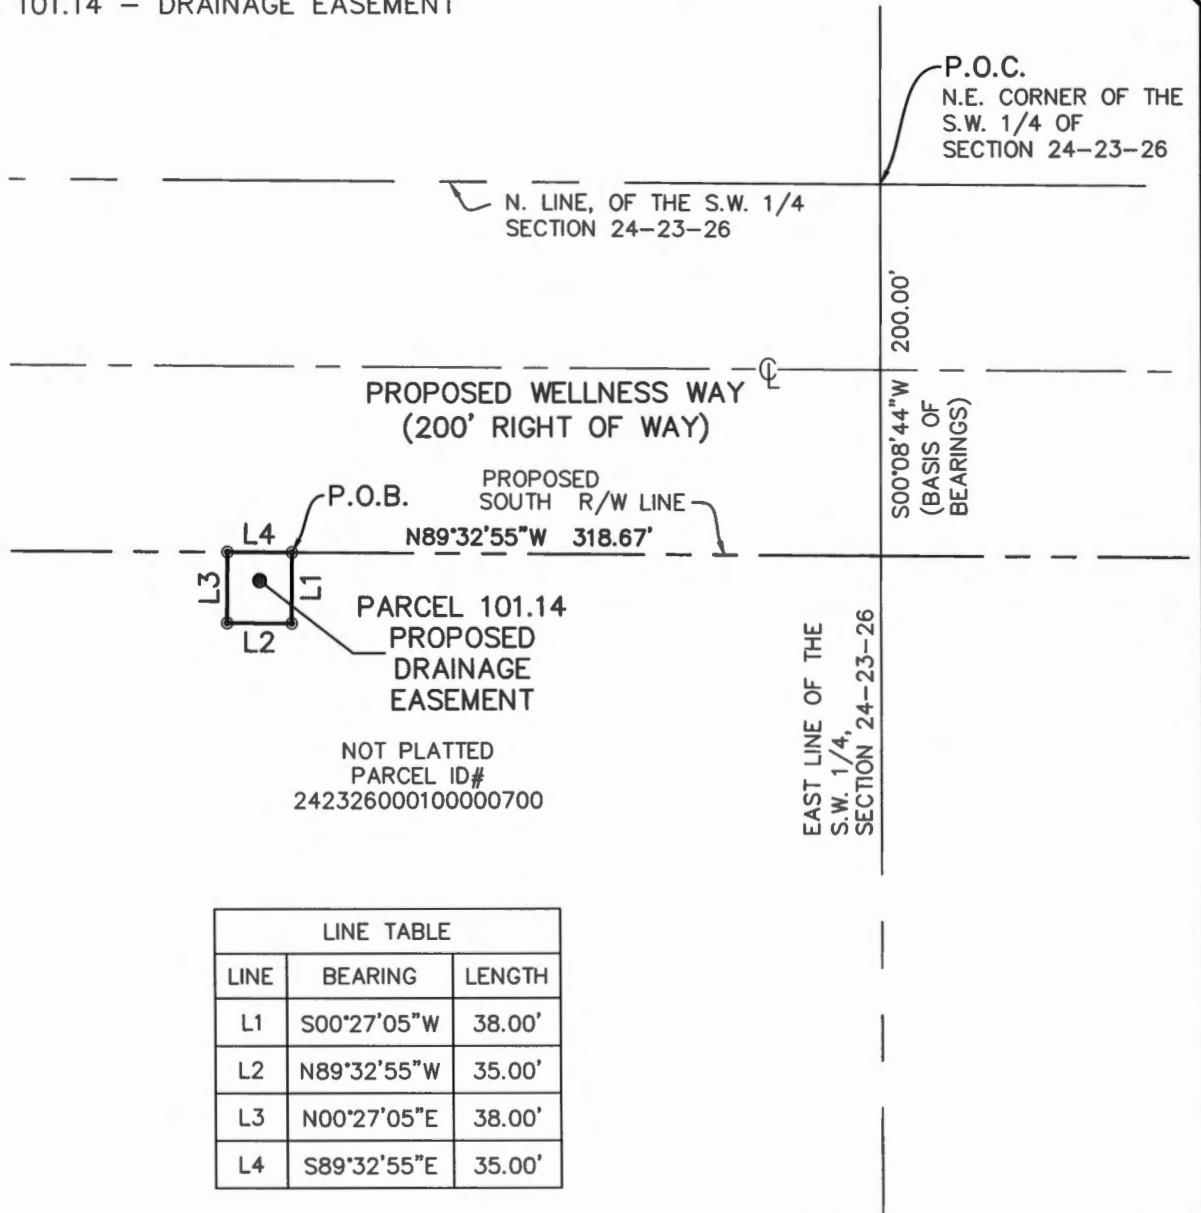 101.14 – DRAINAGE EASEMENT
P.O.C.
N.E. CORNER OF THE
S.W. 1/4 OF
SECTION 24–23–26
N. LINE, OF THE S.W. 1/4
SECTION 24–23–26
S00°08'44"W 200.00'
(BASIS OF
BEARINGS)
℄
PROPOSED WELLNESS WAY
(200' RIGHT OF WAY)
PROPOSED
SOUTH R/W LINE
P.O.B.
N89°32'55"W 318.67'
L4
L3
L1
L2
PARCEL 101.14
PROPOSED
DRAINAGE
EASEMENT
NOT PLATTED
PARCEL ID#
242326000100000700
EAST LINE OF THE
S.W. 1/4,
SECTION 24–23–26
LINE TABLE
LINE BEARING LENGTH
L1 S00°27'05"W 38.00'
L2 N89°32'55"W 35.00'
L3 N00°27'05"E 38.00'
L4 S89°32'55"E 35.00'